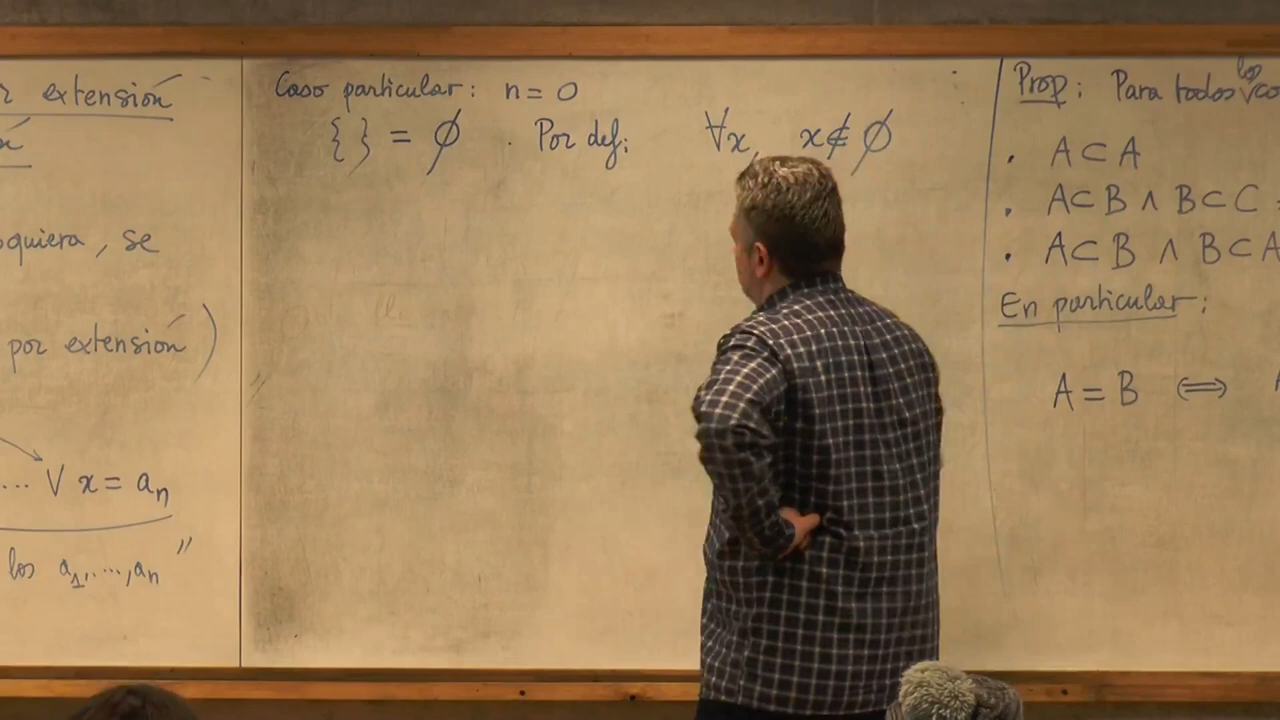 extensión
quiera, se
por extensión)
... ∨ x = aₙ
los a₁, ..., aₙ"
Caso particular: n = 0
{ } = ∅ . Por def: ∀x, x ∉ ∅
Prop: Para todos los
. A ⊂ A
. A ⊂ B ∧ B ⊂ C
. A ⊂ B ∧ B ⊂ A
En particular:
A = B ⟺